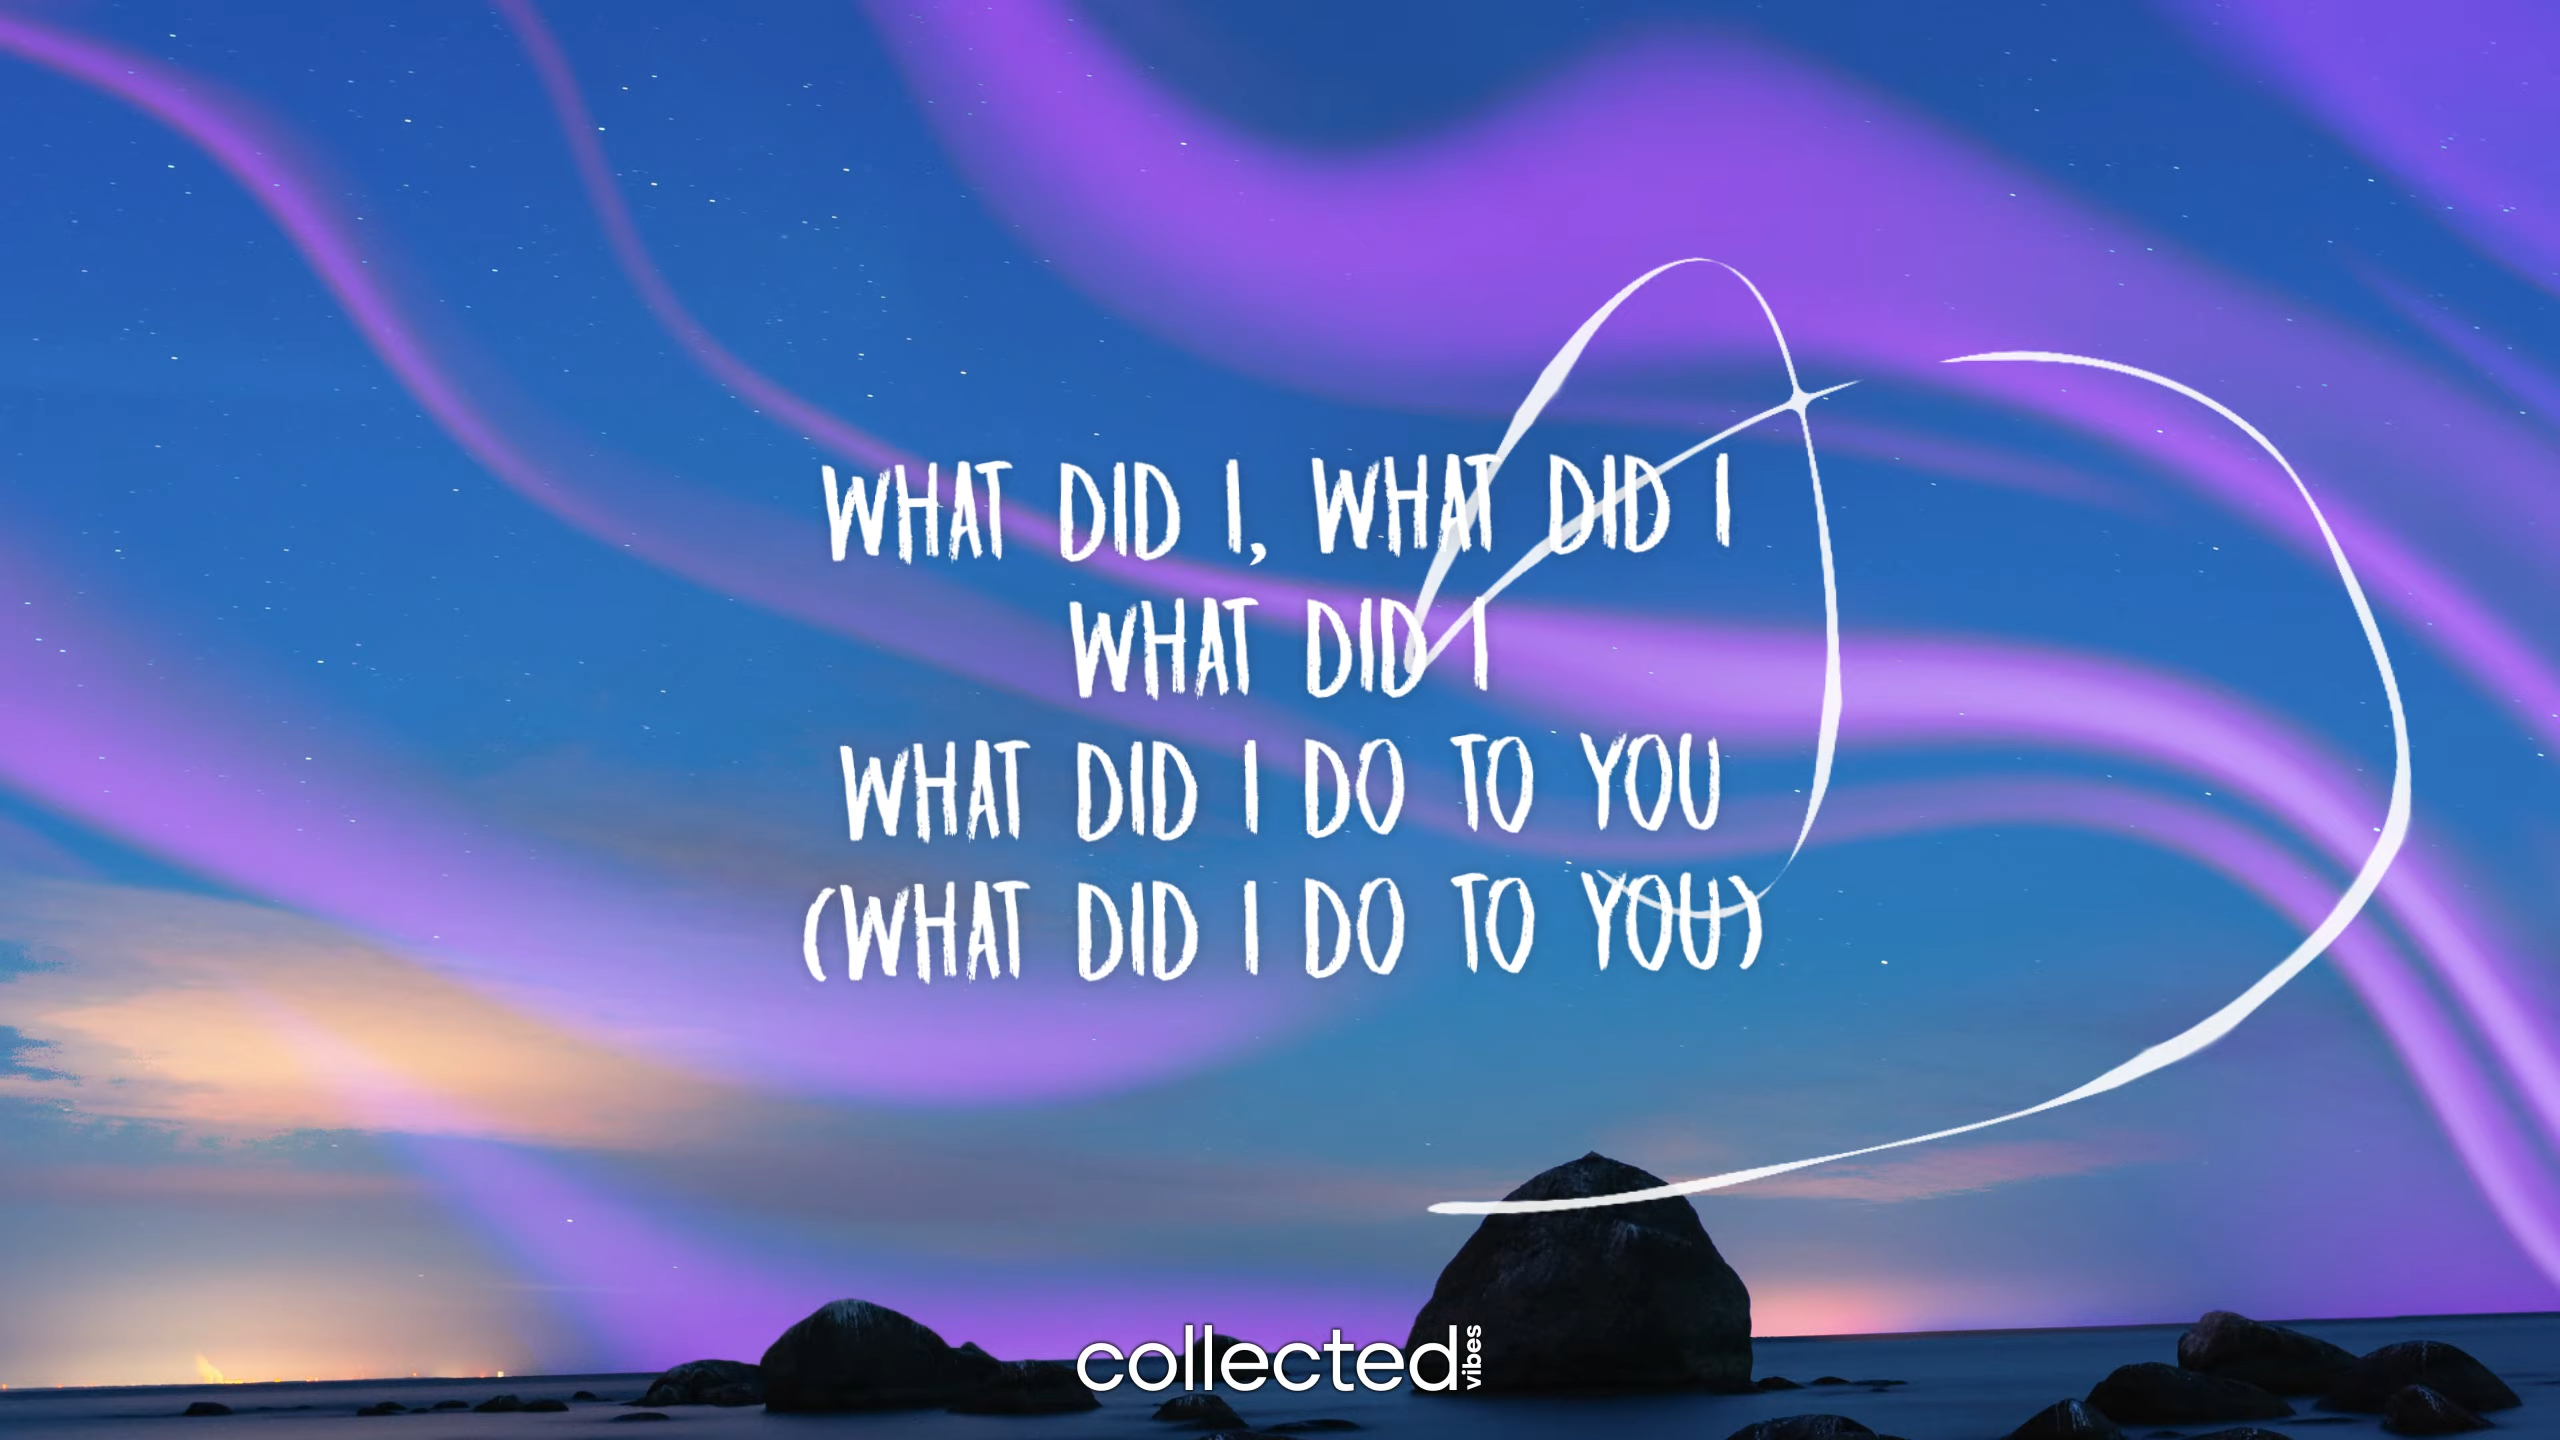 WHAT DID I, WHAT DID I
WHAT DID I
WHAT DID I DO TO YOU
(WHAT DID I DO TO YOU)
collected vibes